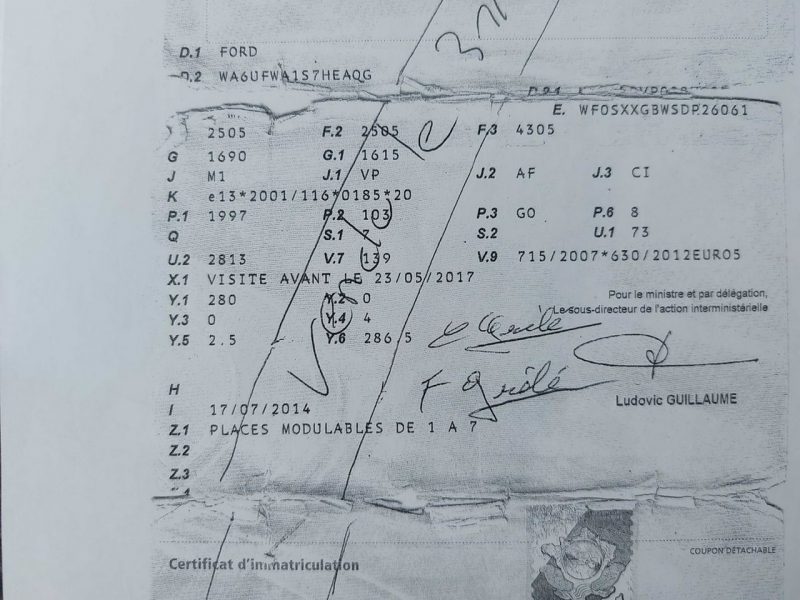 D.1 FORD
D.2 WA6UFWA1S7HEAQG
E. WF0SXXGBWSDP26061
2505 F.2 2505 F.3 4305
G 1690 G.1 1615
J M1 J.1 VP J.2 AF J.3 CI
K e13*2001/116*0185*20
P.1 1997 P.2 103 P.3 GO P.6 8
Q S.1 7 S.2 U.1 73
U.2 2813 V.7 139 V.9 715/2007*630/2012EURO5
X.1 VISITE AVANT LE 23/05/2017
Y.1 280 Y.2 0
Pour le ministre et par délégation,
Le sous-directeur de l'action interministérielle
Y.3 0 Y.4 4
Y.5 2.5 Y.6 286.5
H
Ludovic GUILLAUME
I 17/07/2014
Z.1 PLACES MODULABLES DE 1 A 7
Z.2
Z.3
COUPON DÉTACHABLE
Certificat d'immatriculation